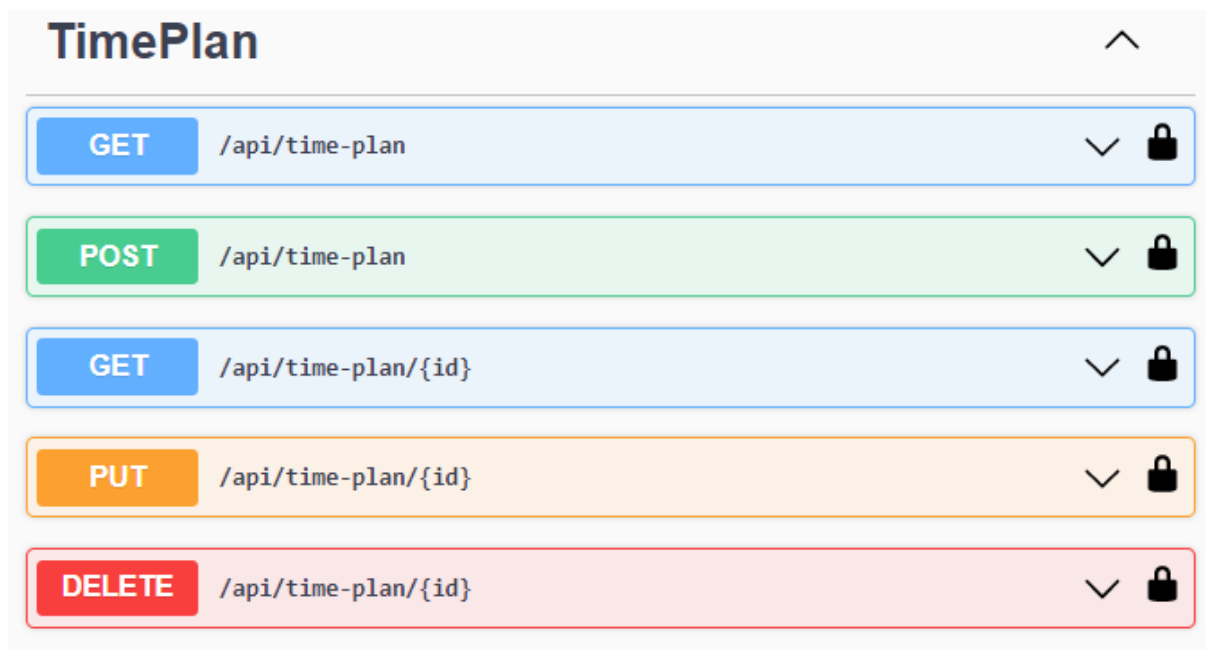 TimePlan
GET /api/time-plan
POST /api/time-plan
GET /api/time-plan/{id}
PUT /api/time-plan/{id}
DELETE /api/time-plan/{id}